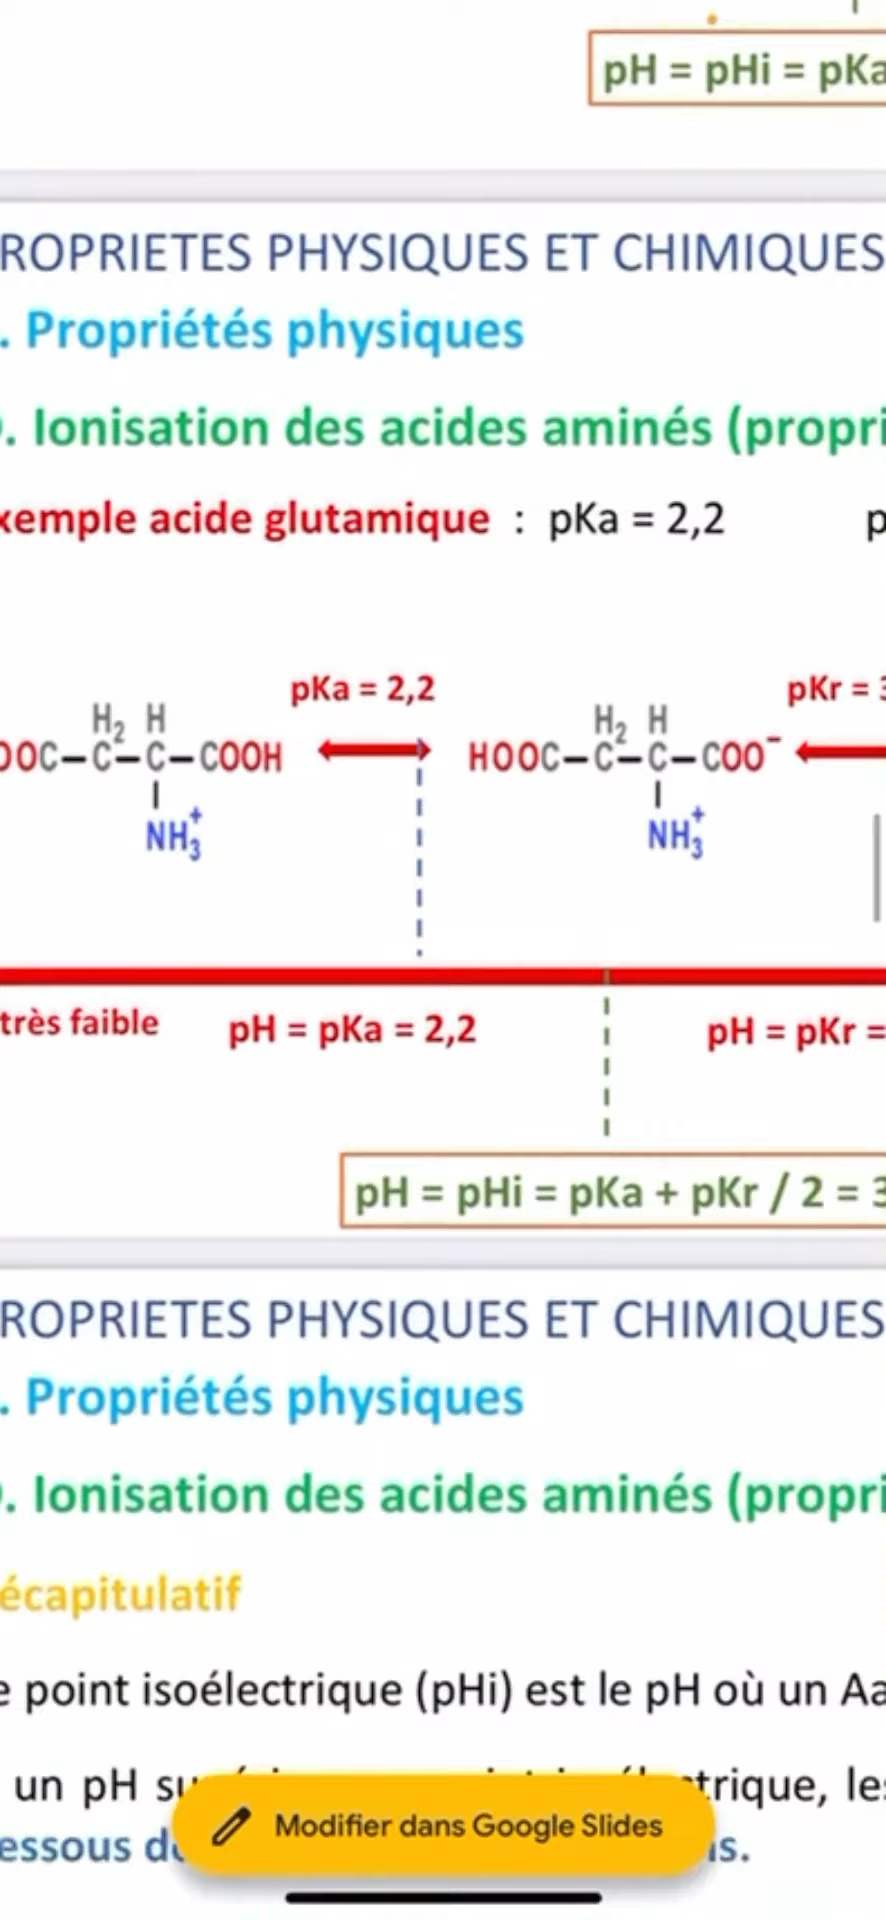 pH = pHi = pKa
ROPRIETES PHYSIQUES ET CHIMIQUES
. Propriétés physiques
. Ionisation des acides aminés (propri
xemple acide glutamique : pKa = 2,2 p
pKa = 2,2 pKr = 3
H₂ H H₂ H
OOC–C–C–COOH HOOC–C–C–COO⁻
NH₃⁺ NH₃⁺
très faible pH = pKa = 2,2 pH = pKr =
pH = pHi = pKa + pKr / 2 = 3
ROPRIETES PHYSIQUES ET CHIMIQUES
. Propriétés physiques
. Ionisation des acides aminés (propri
écapitulatif
e point isoélectrique (pHi) est le pH où un Aa
un pH trique, les
Modifier dans Google Slides
essous d s.